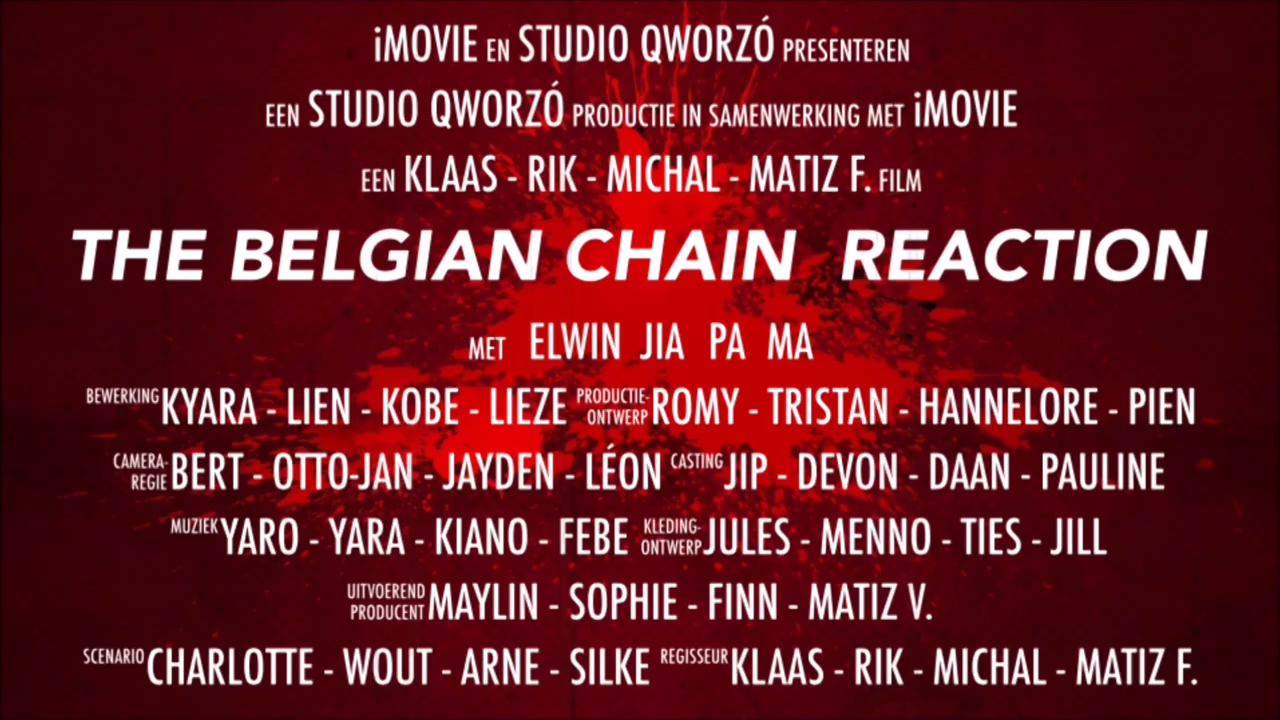 iMOVIE EN STUDIO QWORZÓ PRESENTEREN
EEN STUDIO QWORZÓ PRODUCTIE IN SAMENWERKING MET iMOVIE
EEN KLAAS - RIK - MICHAL - MATIZ F. FILM
THE BELGIAN CHAIN REACTION
MET ELWIN JIA PA MA
BEWERKING KYARA - LIEN - KOBE - LIEZE PRODUCTIE-ONTWERP ROMY - TRISTAN - HANNELORE - PIEN
CAMERA-REGIE BERT - OTTO-JAN - JAYDEN - LÉON CASTING JIP - DEVON - DAAN - PAULINE
MUZIEK YARO - YARA - KIANO - FEBE KLEDING-ONTWERP JULES - MENNO - TIES - JILL
UITVOEREND PRODUCENT MAYLIN - SOPHIE - FINN - MATIZ V.
SCENARIO CHARLOTTE - WOUT - ARNE - SILKE REGISSEUR KLAAS - RIK - MICHAL - MATIZ F.